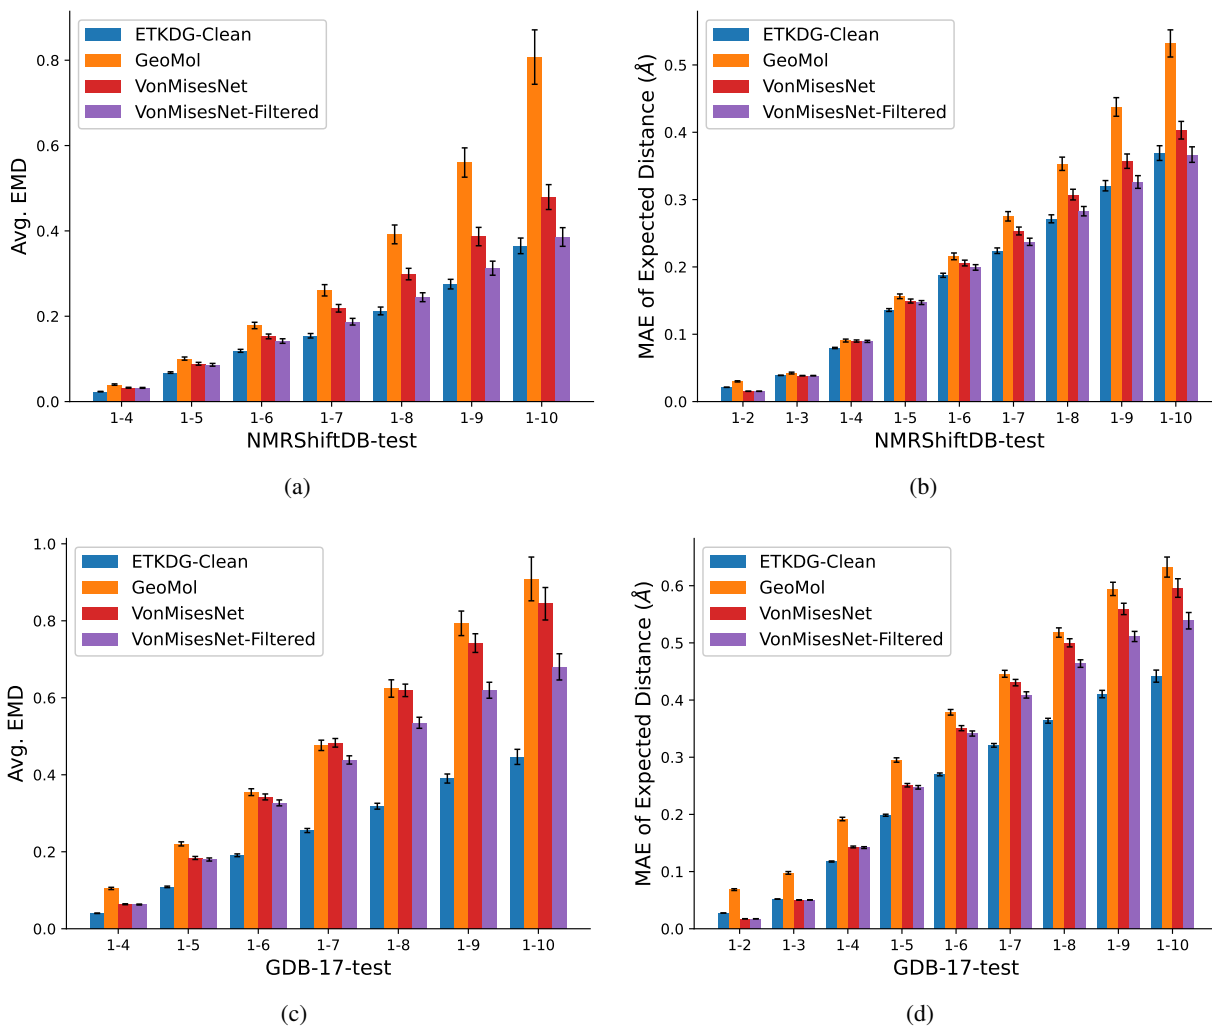 ETKDG-Clean
GeoMol
VonMisesNet
VonMisesNet-Filtered
Avg. EMD
0.8
0.6
0.4
0.2
0.0
1-4 1-5 1-6 1-7 1-8 1-9 1-10
NMRShiftDB-test
(a)
ETKDG-Clean
GeoMol
VonMisesNet
VonMisesNet-Filtered
MAE of Expected Distance (Å)
0.5
0.4
0.3
0.2
0.1
0.0
1-2 1-3 1-4 1-5 1-6 1-7 1-8 1-9 1-10
NMRShiftDB-test
(b)
ETKDG-Clean
GeoMol
VonMisesNet
VonMisesNet-Filtered
Avg. EMD
1.0
0.8
0.6
0.4
0.2
0.0
1-4 1-5 1-6 1-7 1-8 1-9 1-10
GDB-17-test
(c)
ETKDG-Clean
GeoMol
VonMisesNet
VonMisesNet-Filtered
MAE of Expected Distance (Å)
0.6
0.5
0.4
0.3
0.2
0.1
0.0
1-2 1-3 1-4 1-5 1-6 1-7 1-8 1-9 1-10
GDB-17-test
(d)